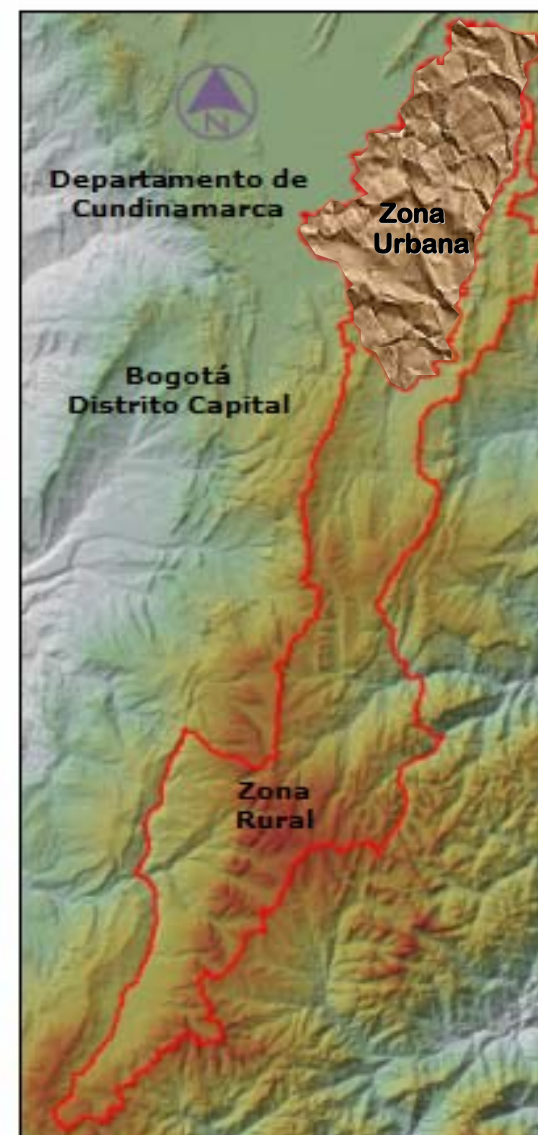 N
Departamento de
Cundinamarca
Zona
Urbana
Bogotá
Distrito Capital
Zona
Rural